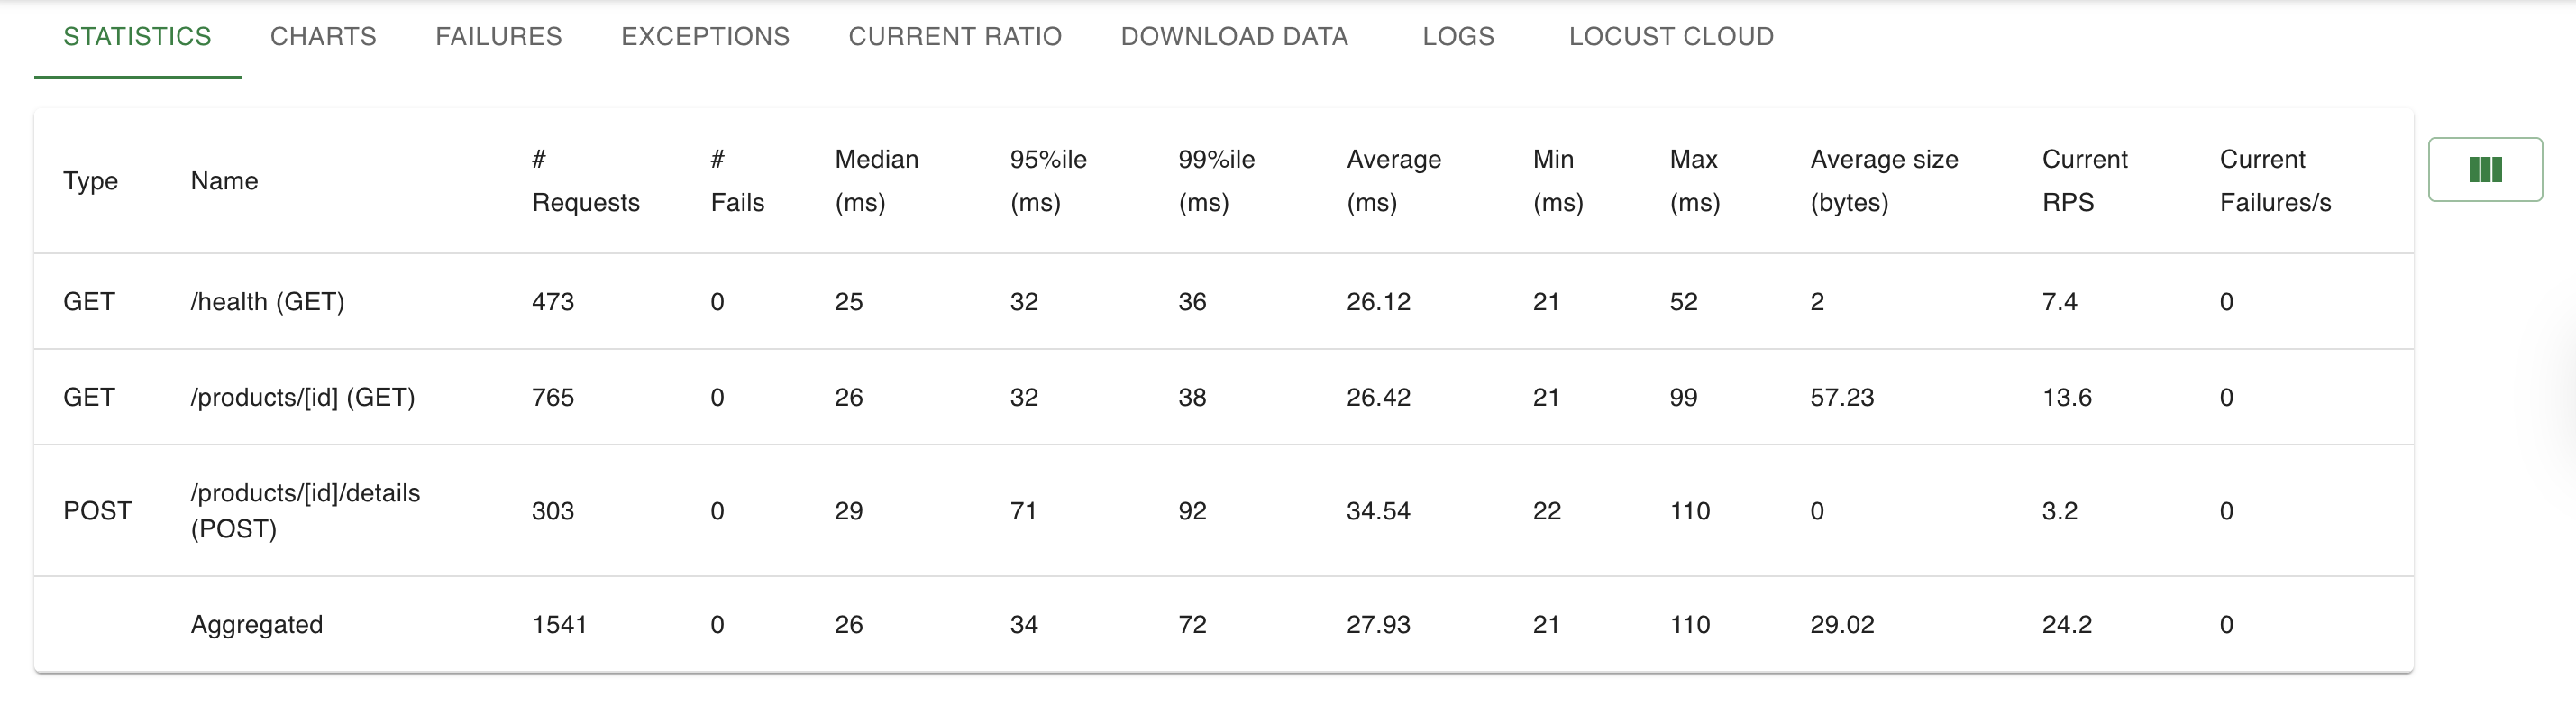 STATISTICS CHARTS FAILURES EXCEPTIONS CURRENT RATIO DOWNLOAD DATA LOGS LOCUST CLOUD
Type Name # Requests # Fails Median (ms) 95%ile (ms) 99%ile (ms) Average (ms) Min (ms) Max (ms) Average size (bytes) Current RPS Current Failures/s
GET /health (GET) 473 0 25 32 36 26.12 21 52 2 7.4 0
GET /products/[id] (GET) 765 0 26 32 38 26.42 21 99 57.23 13.6 0
POST /products/[id]/details (POST) 303 0 29 71 92 34.54 22 110 0 3.2 0
Aggregated 1541 0 26 34 72 27.93 21 110 29.02 24.2 0